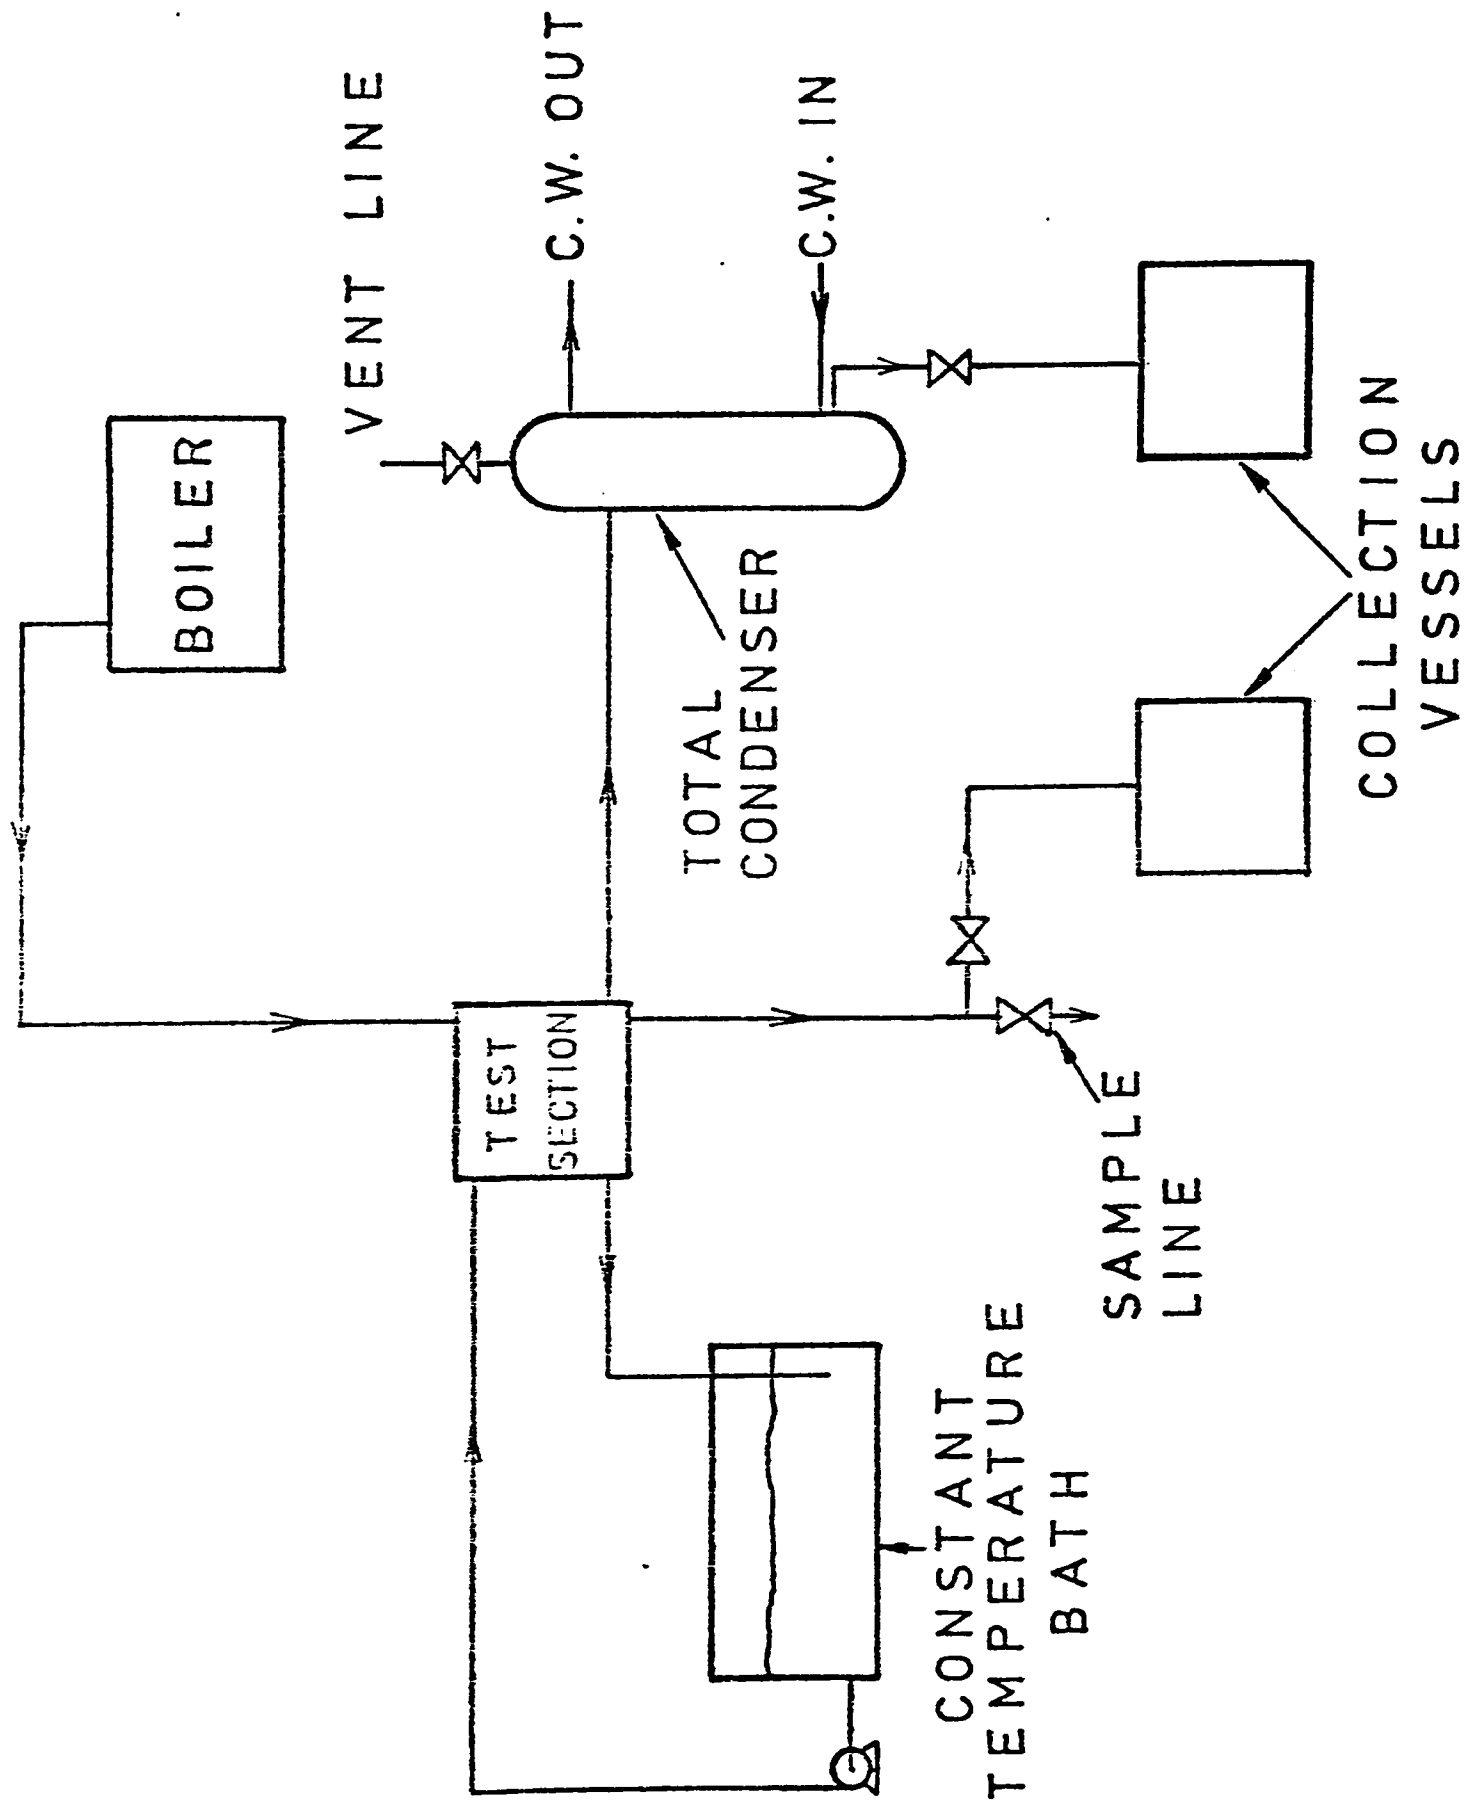 BOILER
VENT LINE
C.W. OUT
C.W. IN
TEST
SECTION
TOTAL
CONDENSER
CONSTANT
TEMPERATURE
BATH
SAMPLE
LINE
COLLECTION
VESSELS